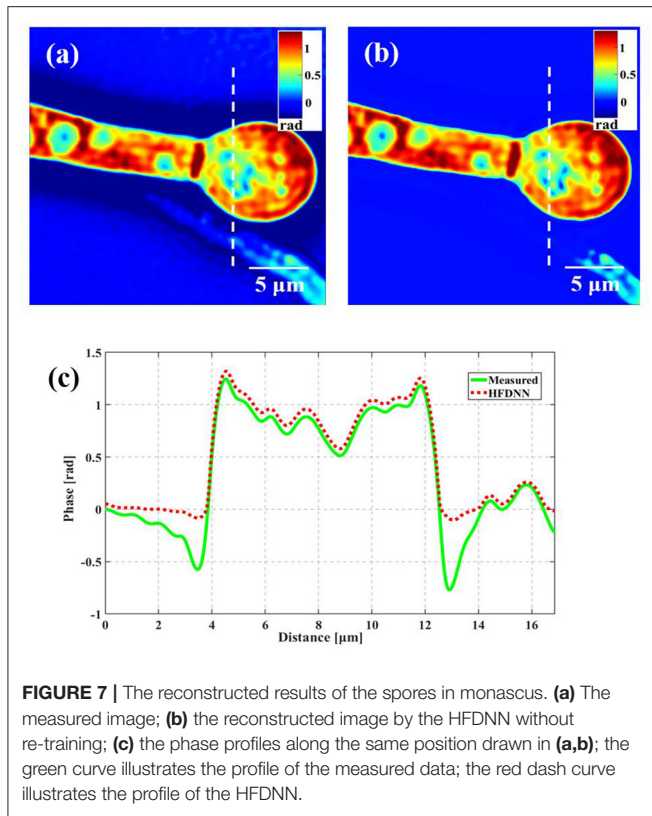 (a)
1
0.5
0
rad
5 μm
(b)
1
0.5
0
rad
5 μm
(c)
1.5
1
0.5
0
-0.5
-1
Phase [rad]
Measured
HFDNN
0 2 4 6 8 10 12 14 16
Distance [μm]
FIGURE 7 | The reconstructed results of the spores in monascus. (a) The
measured image; (b) the reconstructed image by the HFDNN without
re-training; (c) the phase profiles along the same position drawn in (a,b); the
green curve illustrates the profile of the measured data; the red dash curve
illustrates the profile of the HFDNN.